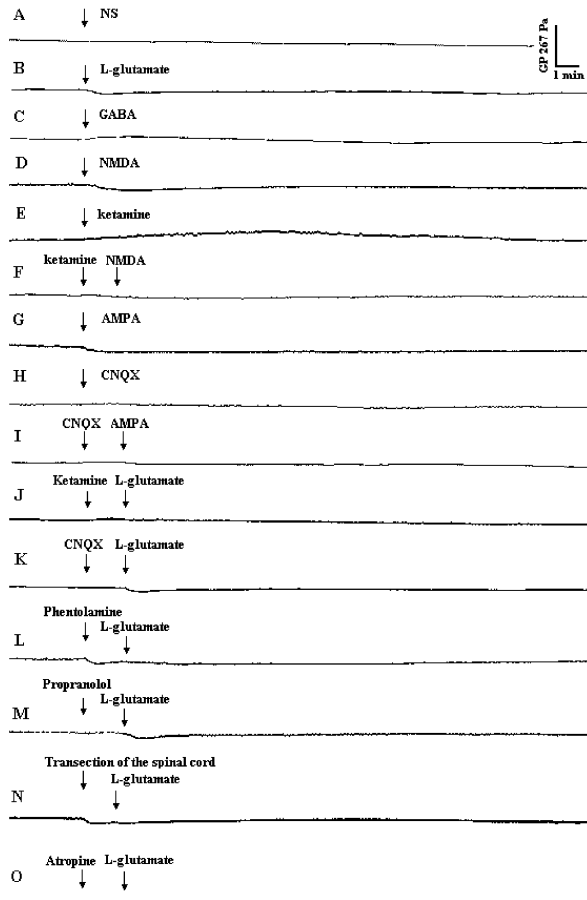 A NS
GP 267 Pa
1 min
B L-glutamate
C GABA
D NMDA
E ketamine
F ketamine NMDA
G AMPA
H CNQX
I CNQX AMPA
J Ketamine L-glutamate
K CNQX L-glutamate
L Phentolamine
L-glutamate
M Propranolol
L-glutamate
N Transection of the spinal cord
L-glutamate
O Atropine L-glutamate